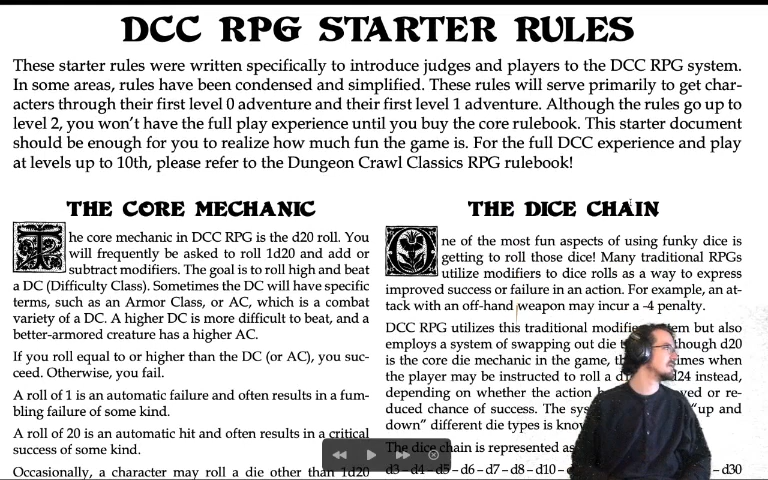 DCC RPG STARTER RULES
These starter rules were written specifically to introduce judges and players to the DCC RPG system.
In some areas, rules have been condensed and simplified. These rules will serve primarily to get char-
acters through their first level 0 adventure and their first level 1 adventure. Although the rules go up to
level 2, you won't have the full play experience until you buy the core rulebook. This starter document
should be enough for you to realize how much fun the game is. For the full DCC experience and play
at levels up to 10th, please refer to the Dungeon Crawl Classics RPG rulebook!
THE CORE MECHANIC
The core mechanic in DCC RPG is the d20 roll. You
will frequently be asked to roll 1d20 and add or
subtract modifiers. The goal is to roll high and beat
a DC (Difficulty Class). Sometimes the DC will have specific
terms, such as an Armor Class, or AC, which is a combat
variety of a DC. A higher DC is more difficult to beat, and a
better-armored creature has a higher AC.
If you roll equal to or higher than the DC (or AC), you suc-
ceed. Otherwise, you fail.
A roll of 1 is an automatic failure and often results in a fum-
bling failure of some kind.
A roll of 20 is an automatic hit and often results in a critical
success of some kind.
Occasionally, a character may roll a die other than 1d20
THE DICE CHAIN
One of the most fun aspects of using funky dice is
getting to roll those dice! Many traditional RPGs
utilize modifiers to dice rolls as a way to express
improved success or failure in an action. For example, an at-
tack with an off-hand weapon may incur a -4 penalty.
DCC RPG utilizes this traditional modifier but also
employs a system of swapping out die though d20
is the core die mechanic in the game, times when
the player may be instructed to roll a d24 instead,
depending on whether the action or re-
duced chance of success. The "up and
down" different die types is
The dice chain is represented as
d3 – d4 – d5 – d6 – d7 – d8 – d10 – – d30